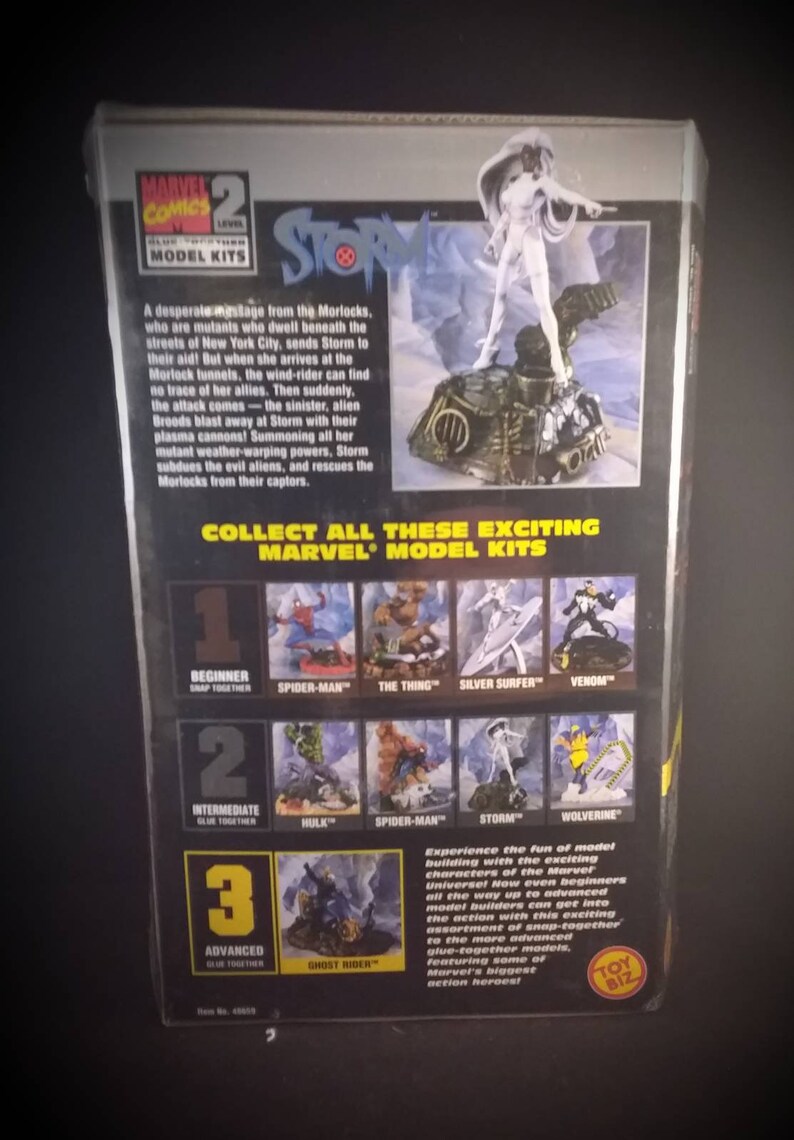 MARVEL
COMICS
M
2
LEVEL
GLUE-TOGETHER
MODEL KITS
STORM™
A desperate message from the Morlocks,
who are mutants who dwell beneath the
streets of New York City, sends Storm to
their aid! But when she arrives at the
Morlock tunnels, the wind-rider can find
no trace of her allies. Then suddenly,
the attack comes — the sinister, alien
Broods blast away at Storm with their
plasma cannons! Summoning all her
mutant weather-warping powers, Storm
subdues the evil aliens, and rescues the
Morlocks from their captors.
COLLECT ALL THESE EXCITING
MARVEL® MODEL KITS
1
BEGINNER
SNAP TOGETHER
SPIDER-MAN™
THE THING™
SILVER SURFER™
VENOM™
2
INTERMEDIATE
GLUE TOGETHER
HULK™
SPIDER-MAN™
STORM™
WOLVERINE®
3
ADVANCED
GLUE TOGETHER
GHOST RIDER™
Experience the fun of model
building with the exciting
characters of the Marvel®
Universe! Now even beginners
all the way up to advanced
model builders can get into
the action with this exciting
assortment of snap-together
to the more advanced
glue-together models,
featuring some of
Marvel's biggest
action heroes!
TOY
BIZ
Item No. 48659